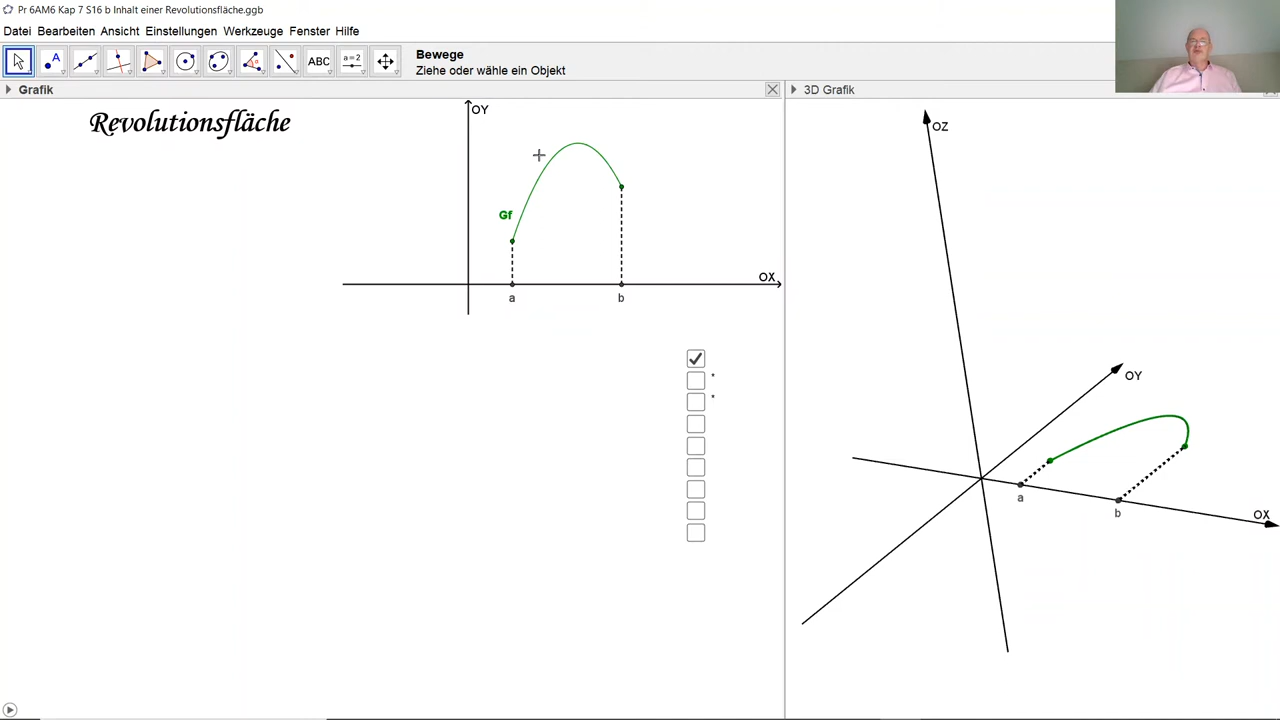 Pr 6AM6 Kap 7 S16 b Inhalt einer Revolutionsfläche.ggb
Datei Bearbeiten Ansicht Einstellungen Werkzeuge Fenster Hilfe
A
ABC
a=2
Bewege
Ziehe oder wähle ein Objekt
Grafik
3D Grafik
Revolutionsfläche
OY
Gf
OX
a
b
*
*
OZ
OY
a
b
OX